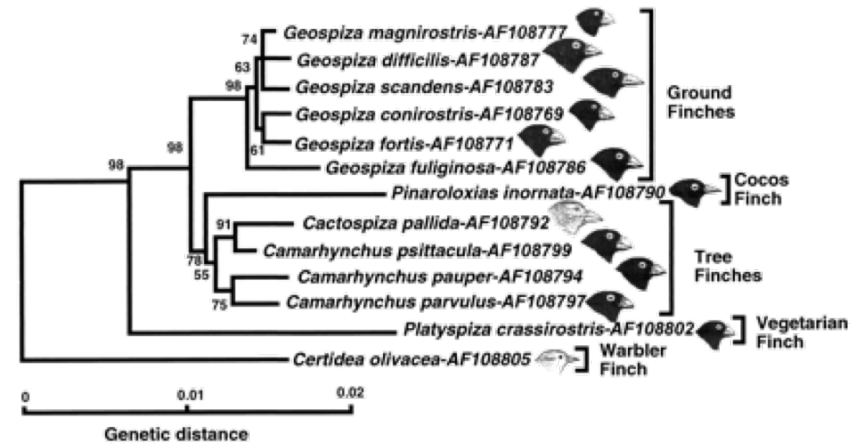 74
Geospiza magnirostris-AF108777
Geospiza difficilis-AF108787
63
Geospiza scandens-AF108783
98
Ground
Finches
Geospiza conirostris-AF108769
Geospiza fortis-AF108771
61
98
98
Geospiza fuliginosa-AF108786
Pinaroloxias inornata-AF108790
Cocos
Finch
91
Cactospiza pallida-AF108792
Camarhynchus psittacula-AF108799
78
55
Tree
Finches
Camarhynchus pauper-AF108794
75
Camarhynchus parvulus-AF108797
Platyspiza crassirostris-AF108802
Vegetarian
Finch
Certidea olivacea-AF108805
Warbler
Finch
0 0.01 0.02
Genetic distance